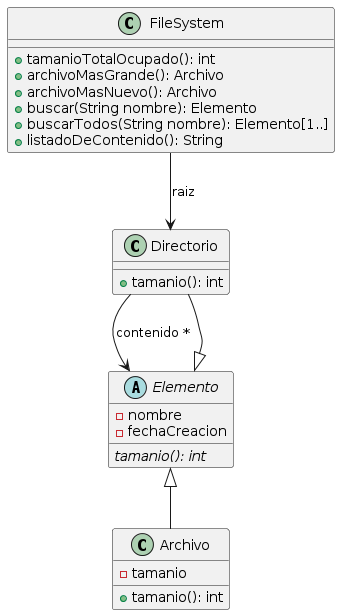 C FileSystem
tamanioTotalOcupado(): int
archivoMasGrande(): Archivo
archivoMasNuevo(): Archivo
buscar(String nombre): Elemento
buscarTodos(String nombre): Elemento[1..]
listadoDeContenido(): String
raiz
C Directorio
tamanio(): int
contenido *
A Elemento
nombre
fechaCreacion
tamanio(): int
C Archivo
tamanio
tamanio(): int